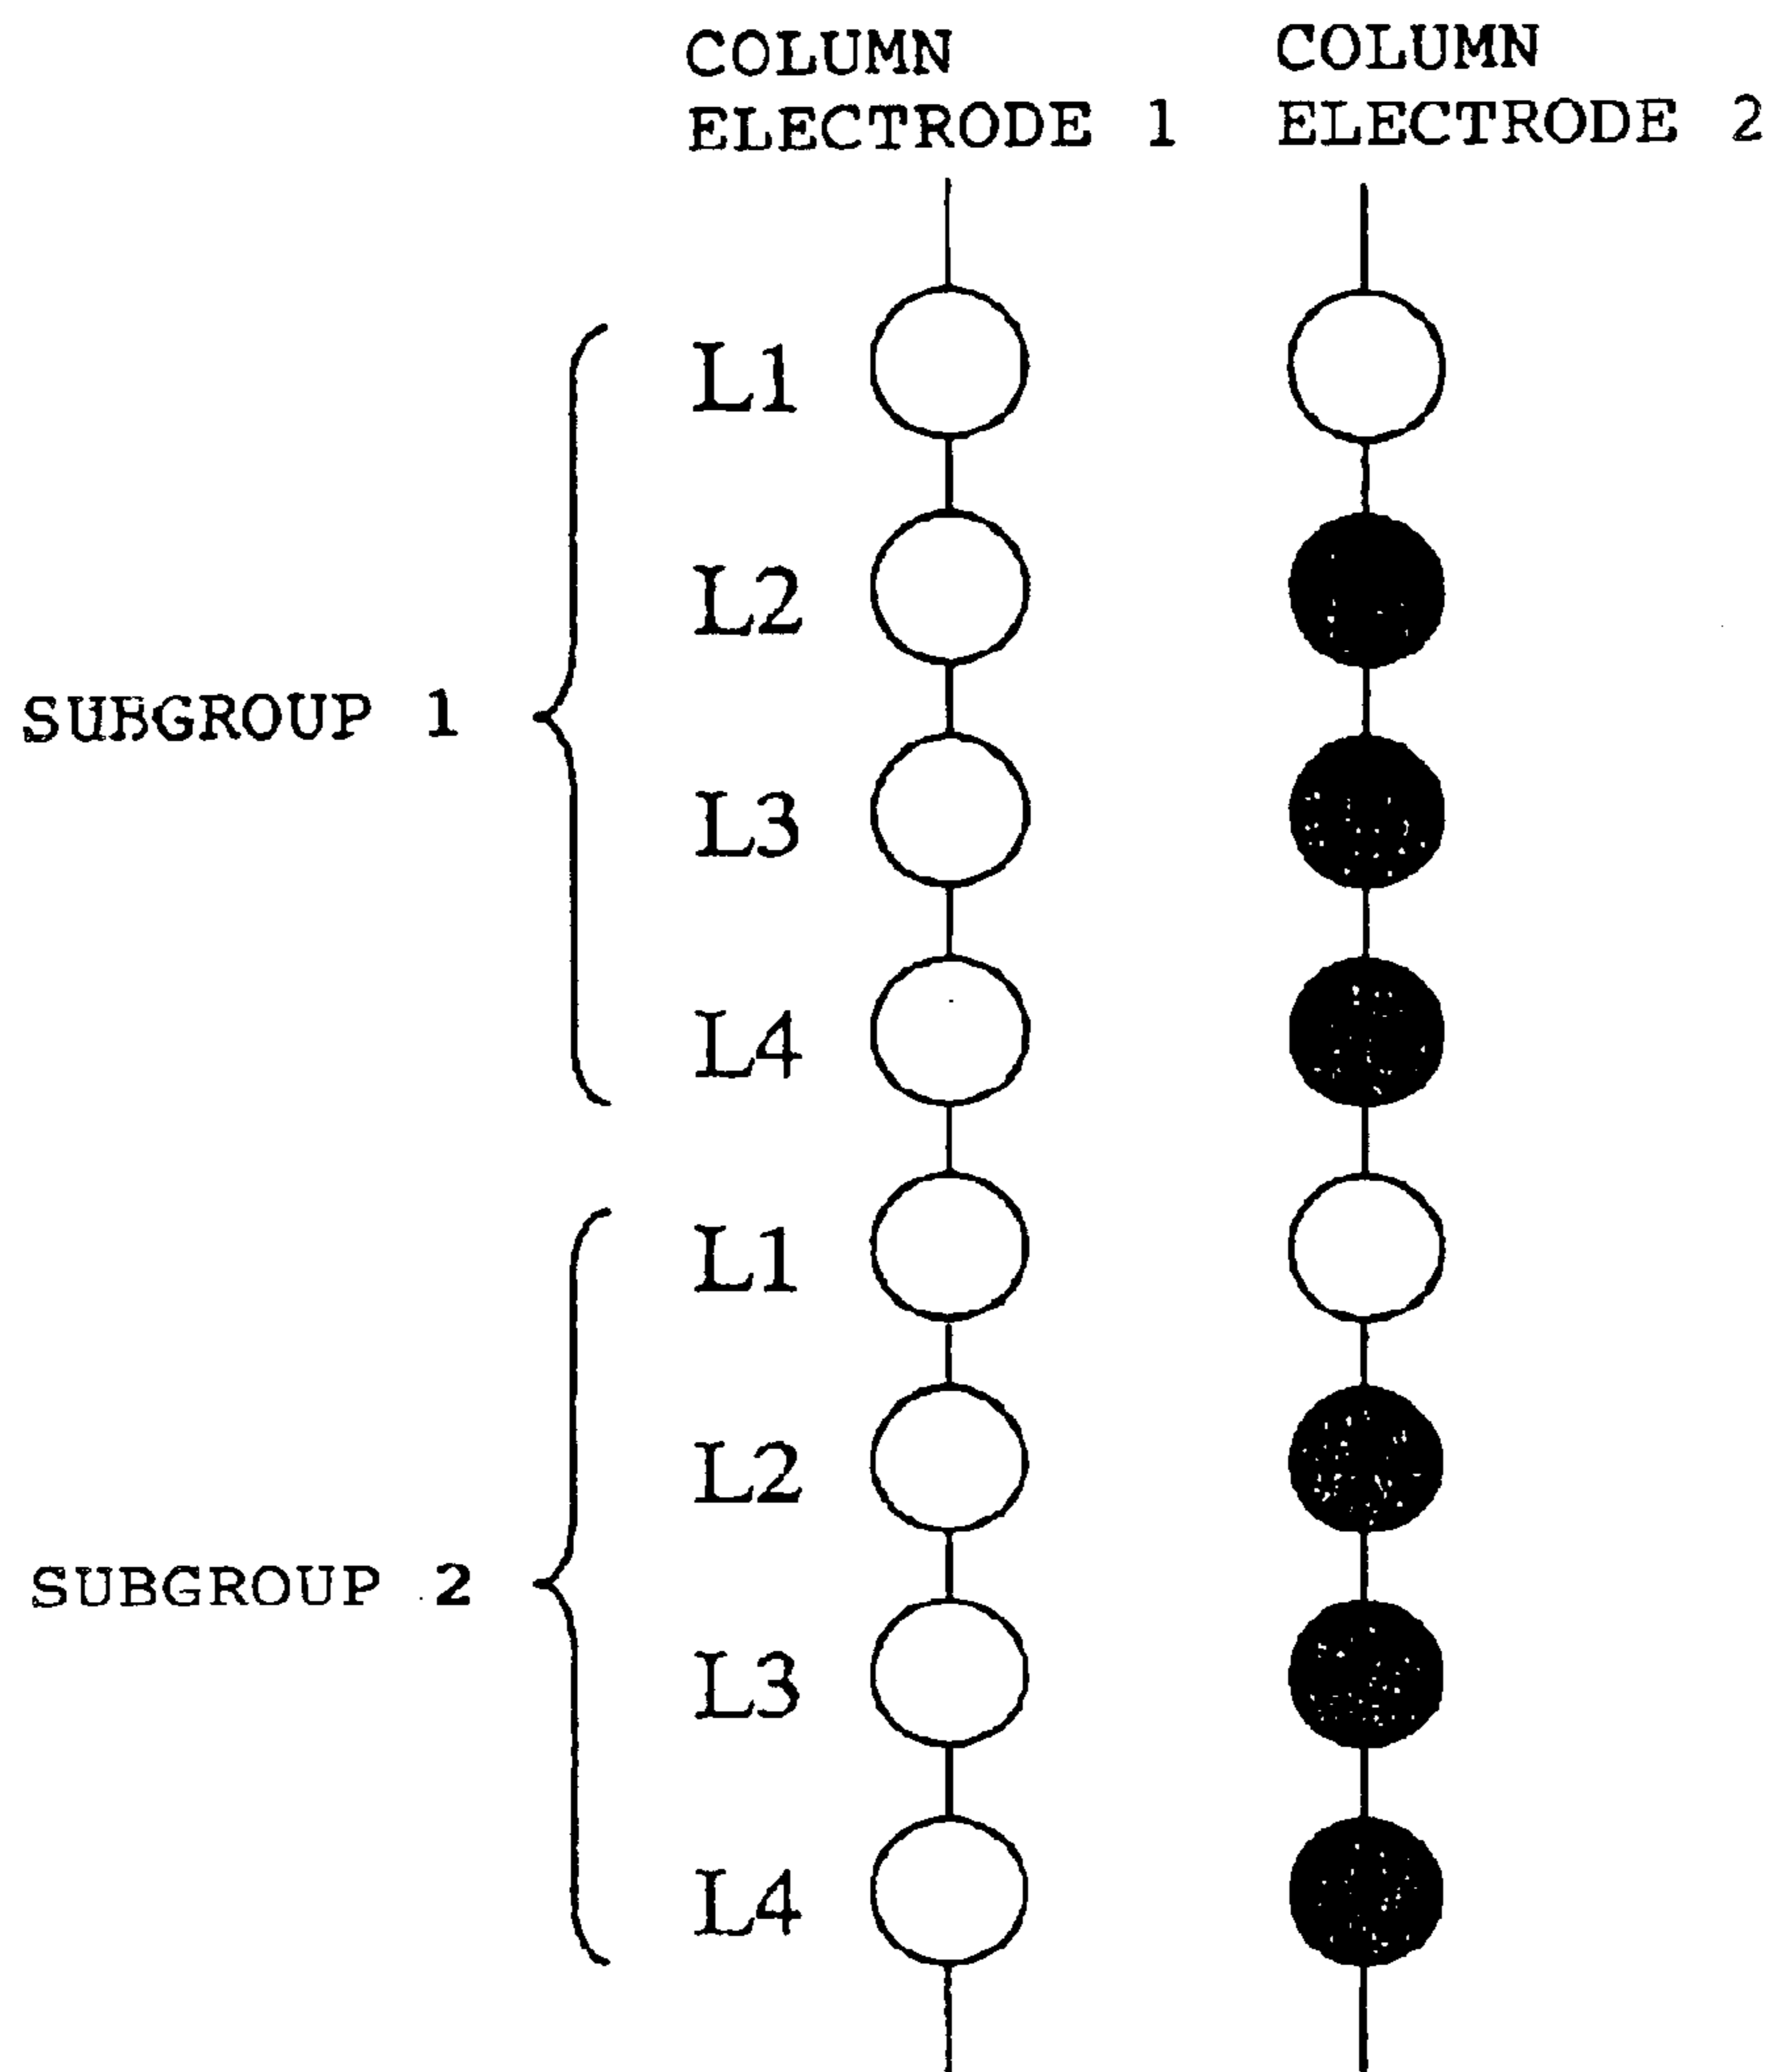 COLUMN
ELECTRODE 1
COLUMN
ELECTRODE 2
SUBGROUP 1
L1
L2
L3
L4
SUBGROUP 2
L1
L2
L3
L4